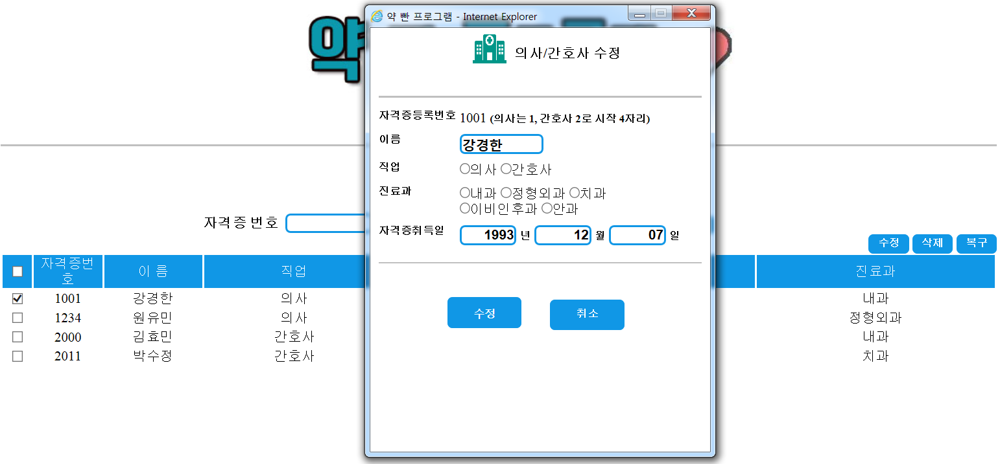 약 빤 프로그램 - Internet Explorer
약
의사/간호사 수정
자격증등록번호 1001 (의사는 1, 간호사 2로 시작 4자리)
이름 강경한
직업 의사 간호사
진료과 내과 정형외과 치과
이비인후과 안과
자격증취득일 1993 년 12 월 07 일
수정 취소
자격증 번호
수정 삭제 복구
자격증번호 이 름 직업 진료과
1001 강경한 의사 내과
1234 원유민 의사 정형외과
2000 김효민 간호사 내과
2011 박수정 간호사 치과